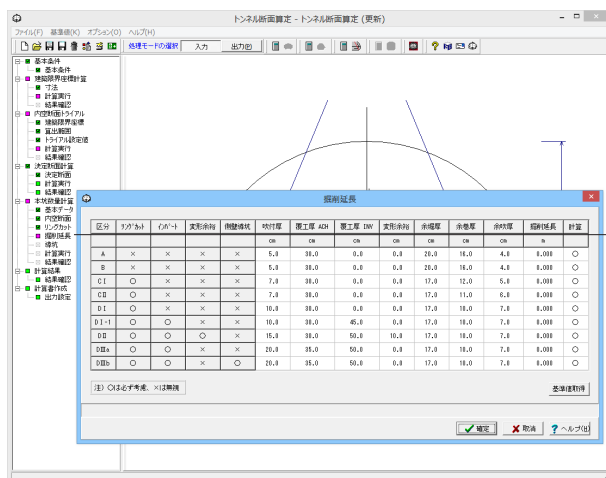 トンネル断面算定 - トンネル断面算定 (更新)
ファイル(F) 基準値(K) オプション(O) ヘルプ(H)
処理モードの選択 入力 出力(P)
基本条件
基本条件
建築限界座標計算
寸法
計算実行
結果確認
内空断面トライアル
建築限界座標
算出範囲
トライアル設定値
計算実行
結果確認
決定断面計算
決定断面
計算実行
結果確認
本坑数量計算
基本データ
内空断面
リングカット
掘削延長
導坑
計算実行
結果確認
計算結果
結果確認
計算書作成
出力設定
掘削延長
区分 リングカット インバート 変形余裕 側壁導坑 吹付厚 覆工厚 ACH 覆工厚 INV 変形余裕 余堀厚 余巻厚 余吹厚 掘削延長 計算
cm cm cm cm cm cm cm m
A × × × × 5.0 30.0 0.0 0.0 20.0 16.0 4.0 0.000 ○
B × × × × 5.0 30.0 0.0 0.0 20.0 16.0 4.0 0.000 ○
CⅠ ○ × × × 7.0 30.0 0.0 0.0 17.0 12.0 5.0 0.000 ○
CⅡ ○ × × × 7.0 30.0 0.0 0.0 17.0 11.0 6.0 0.000 ○
DⅠ ○ × × × 10.0 30.0 0.0 0.0 17.0 10.0 7.0 0.000 ○
DⅠ-1 ○ ○ × × 10.0 30.0 45.0 0.0 17.0 10.0 7.0 0.000 ○
DⅡ ○ ○ ○ × 15.0 30.0 50.0 10.0 17.0 10.0 7.0 0.000 ○
DⅢa ○ ○ × × 20.0 35.0 50.0 0.0 17.0 10.0 7.0 0.000 ○
DⅢb ○ ○ × ○ 20.0 35.0 50.0 0.0 17.0 10.0 7.0 0.000 ○
注) ○は必ず考慮、×は無視
基準値取得
確定 取消 ヘルプ(H)